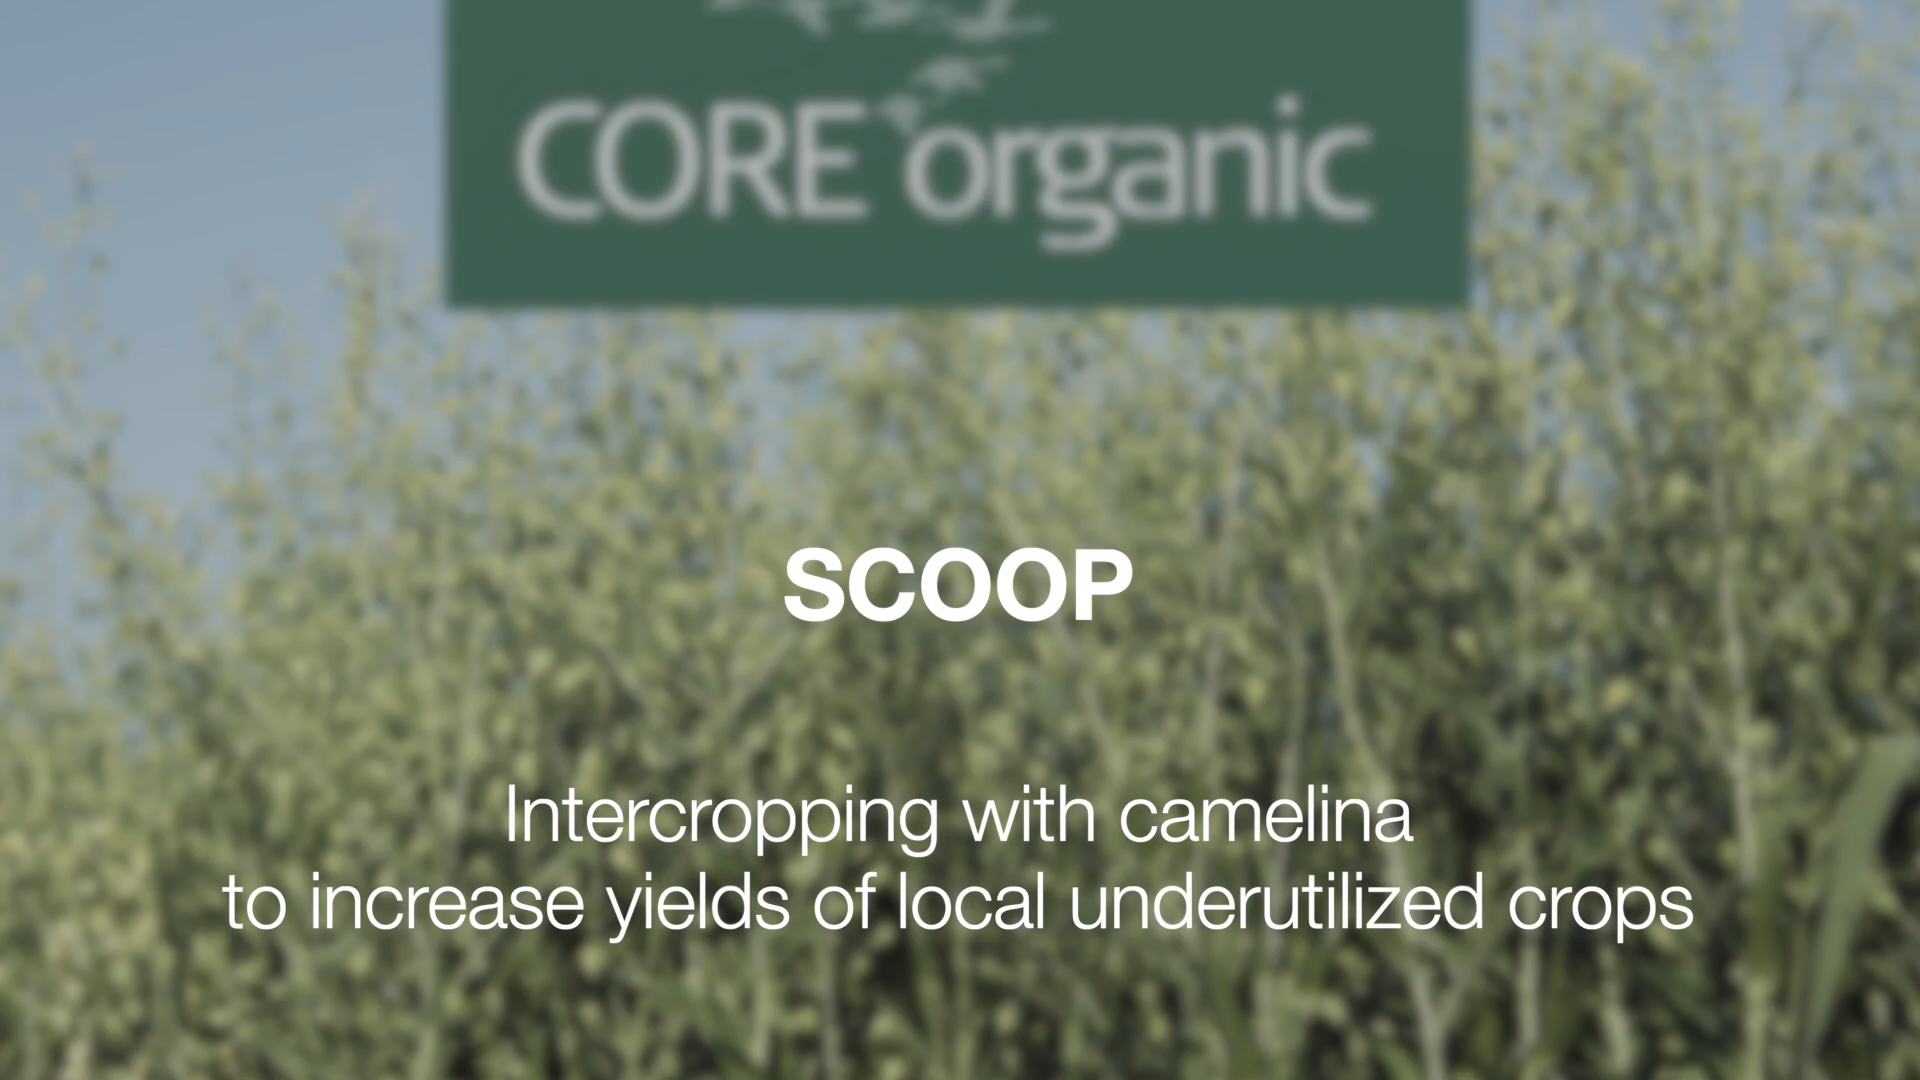 CORE organic
SCOOP
Intercropping with camelina
to increase yields of local underutilized crops